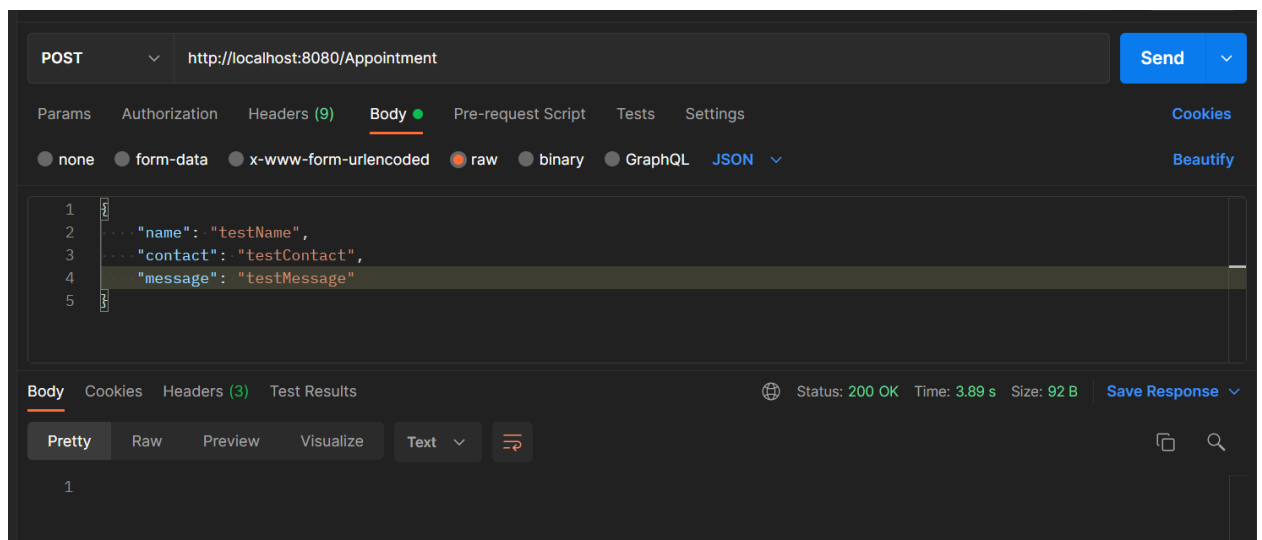 POST http://localhost:8080/Appointment Send
Params Authorization Headers (9) Body Pre-request Script Tests Settings Cookies
none form-data x-www-form-urlencoded raw binary GraphQL JSON Beautify
1 {
2 "name": "testName",
3 "contact": "testContact",
4 "message": "testMessage"
5 }
Body Cookies Headers (3) Test Results Status: 200 OK Time: 3.89 s Size: 92 B Save Response
Pretty Raw Preview Visualize Text
1